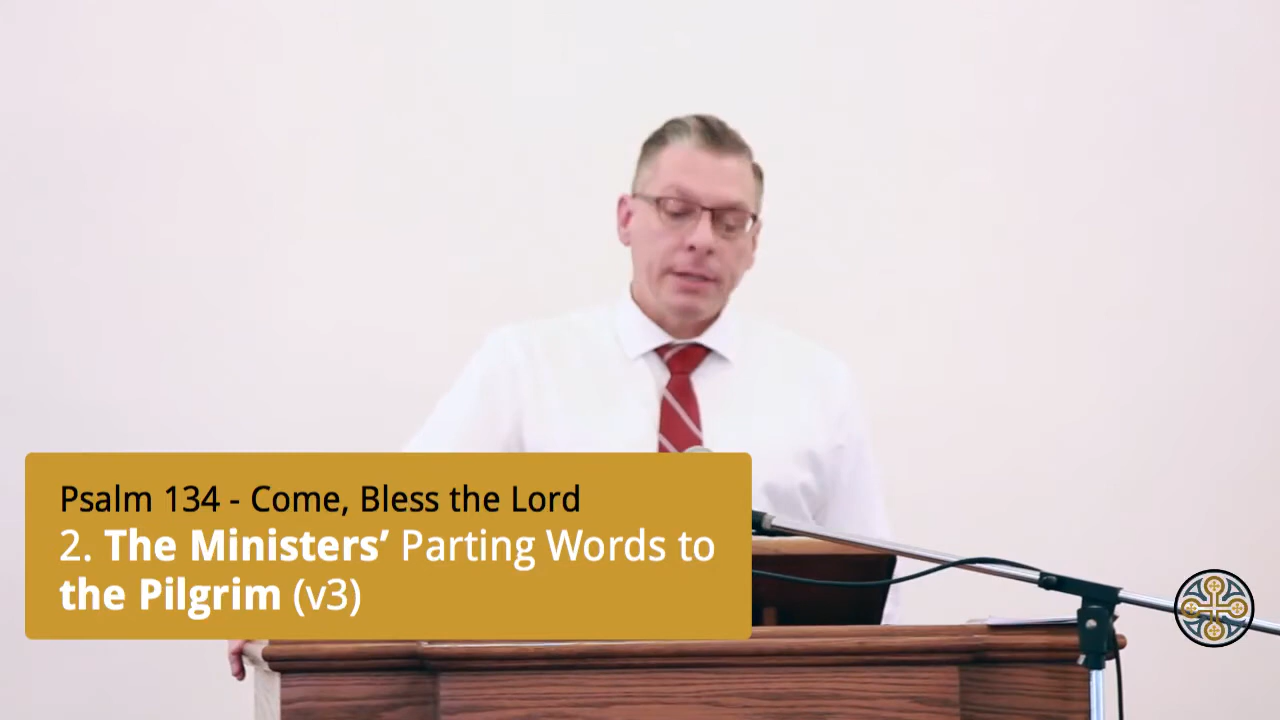 Psalm 134 - Come, Bless the Lord
2. The Ministers’ Parting Words to
the Pilgrim (v3)